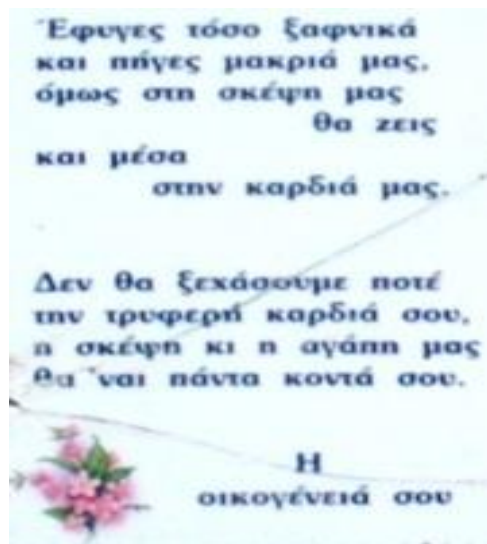 Έφυγες τόσο ξαφνικά
και πήγες μακριά μας,
όμως στη σκέψη μας
θα ζεις
και μέσα
στην καρδιά μας.
Δεν θα ξεχάσουμε ποτέ
την τρυφερή καρδιά σου,
η σκέψη κι η αγάπη μας
θα 'ναι πάντα κοντά σου.
Η
οικογένειά σου